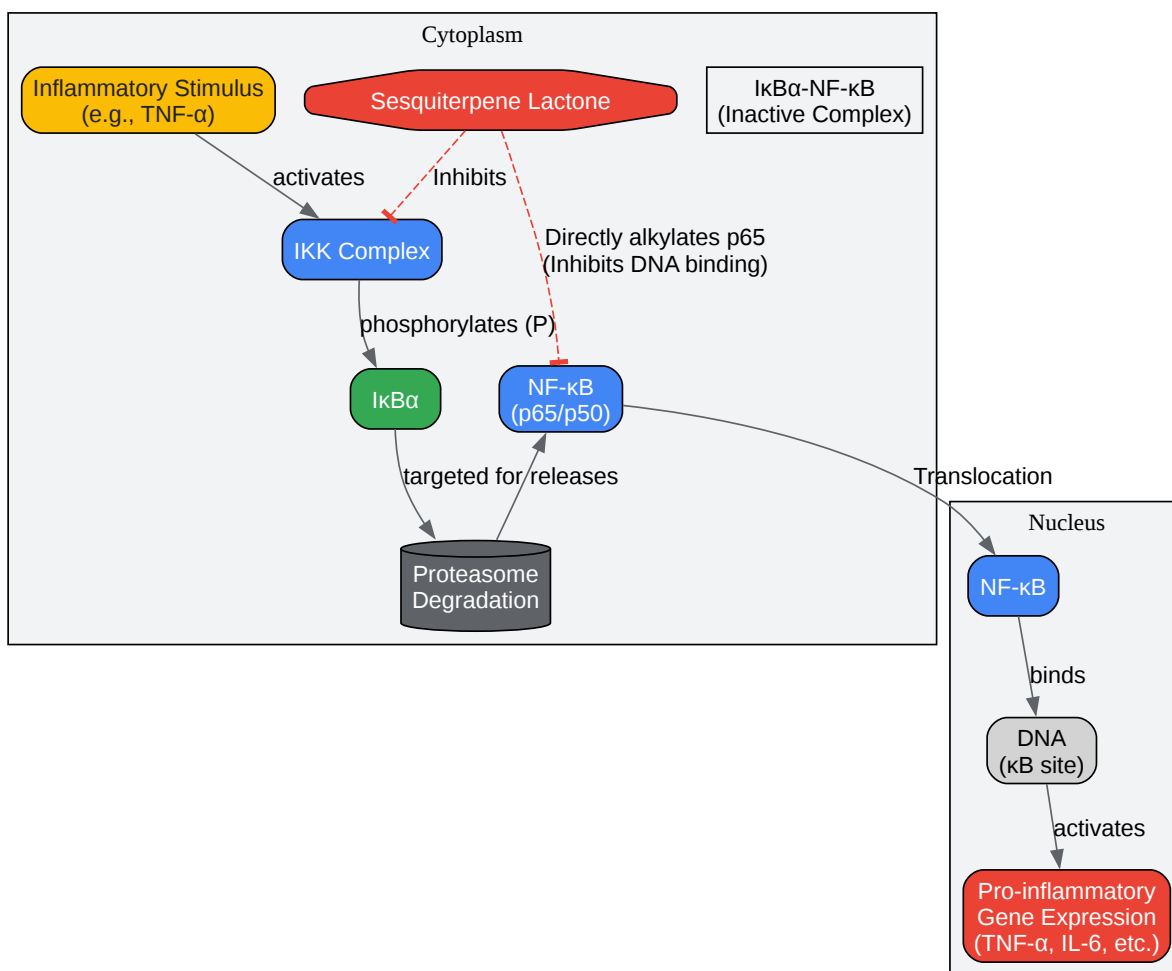 Cytoplasm
Inflammatory Stimulus
(e.g., TNF-α)
Sesquiterpene Lactone
IκBα-NF-κB
(Inactive Complex)
activates
Inhibits
IKK Complex
Directly alkylates p65
(Inhibits DNA binding)
phosphorylates (P)
IκBα
NF-κB
(p65/p50)
targeted for
releases
Translocation
Proteasome
Degradation
Nucleus
NF-κB
binds
DNA
(κB site)
activates
Pro-inflammatory
Gene Expression
(TNF-α, IL-6, etc.)